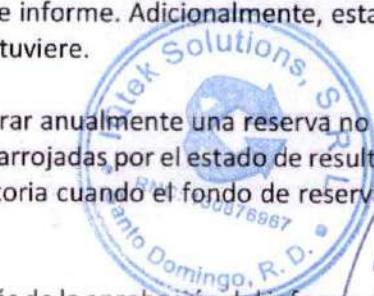 e informe. Adicionalmente, esta
tuviere.
rar anualmente una reserva no
arrojadas por el estado de result
toria cuando el fondo de reserva
Solutions, S.R.L.
Santo Domingo, R. D.